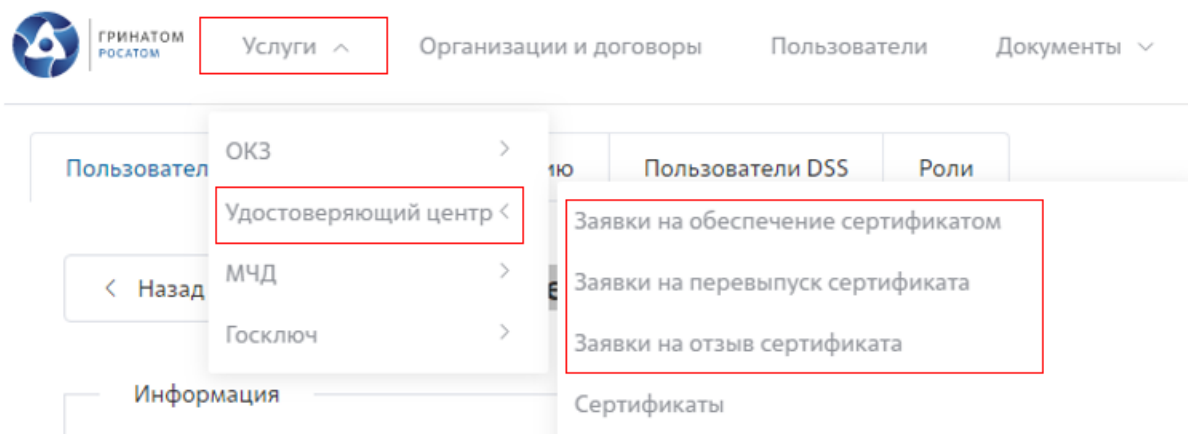 ГРИНАТОМ
РОСАТОМ
Услуги
Организации и договоры
Пользователи
Документы
ОКЗ
Удостоверяющий центр
МЧД
Госключ
Пользовател
ию
Пользователи DSS
Роли
Заявки на обеспечение сертификатом
Заявки на перевыпуск сертификата
Заявки на отзыв сертификата
Сертификаты
Назад
Информация